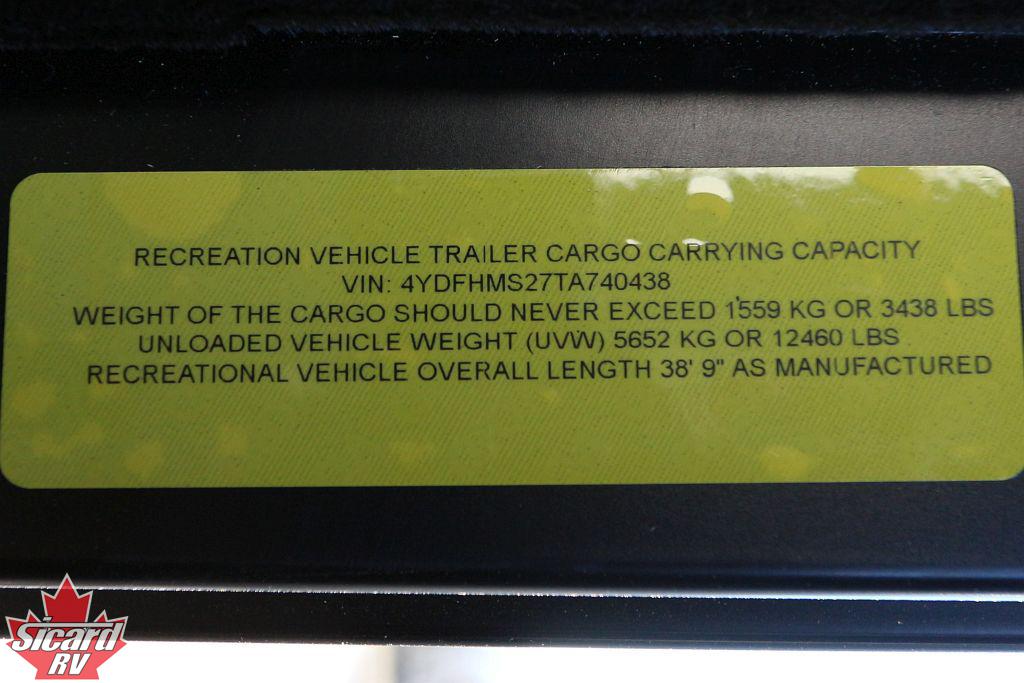 RECREATION VEHICLE TRAILER CARGO CARRYING CAPACITY
VIN: 4YDFHMS27TA740438
WEIGHT OF THE CARGO SHOULD NEVER EXCEED 1559 KG OR 3438 LBS
UNLOADED VEHICLE WEIGHT (UVW) 5652 KG OR 12460 LBS
RECREATIONAL VEHICLE OVERALL LENGTH 38' 9" AS MANUFACTURED
Sicard
RV